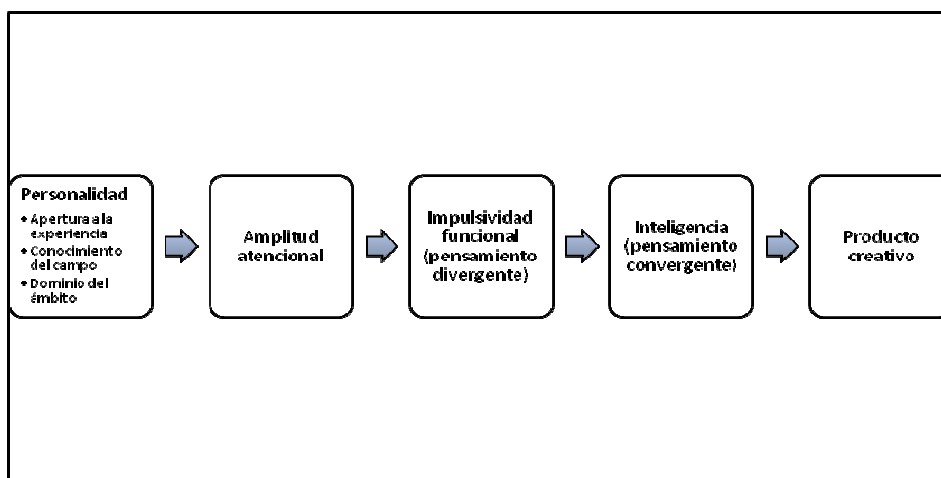 Personalidad
• Apertura a la
experiencia
• Conocimiento
del campo
• Dominio del
ámbito
Amplitud
atencional
Impulsividad
funcional
(pensamiento
divergente)
Inteligencia
(pensamiento
convergente)
Producto
creativo